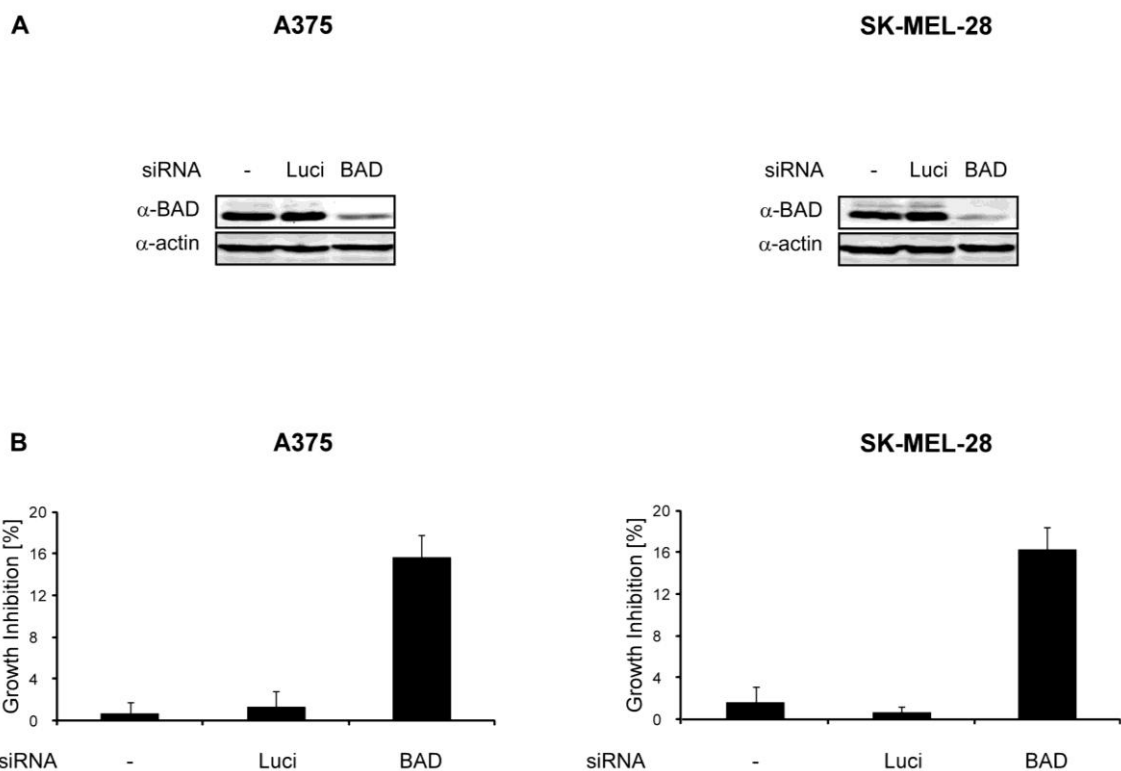 A A375 SK-MEL-28
siRNA - Luci BAD siRNA - Luci BAD
α-BAD α-BAD
α-actin α-actin
B A375 SK-MEL-28
Growth Inhibition [%] Growth Inhibition [%]
20 20
16 16
12 12
8 8
4 4
0 0
siRNA - Luci BAD siRNA - Luci BAD